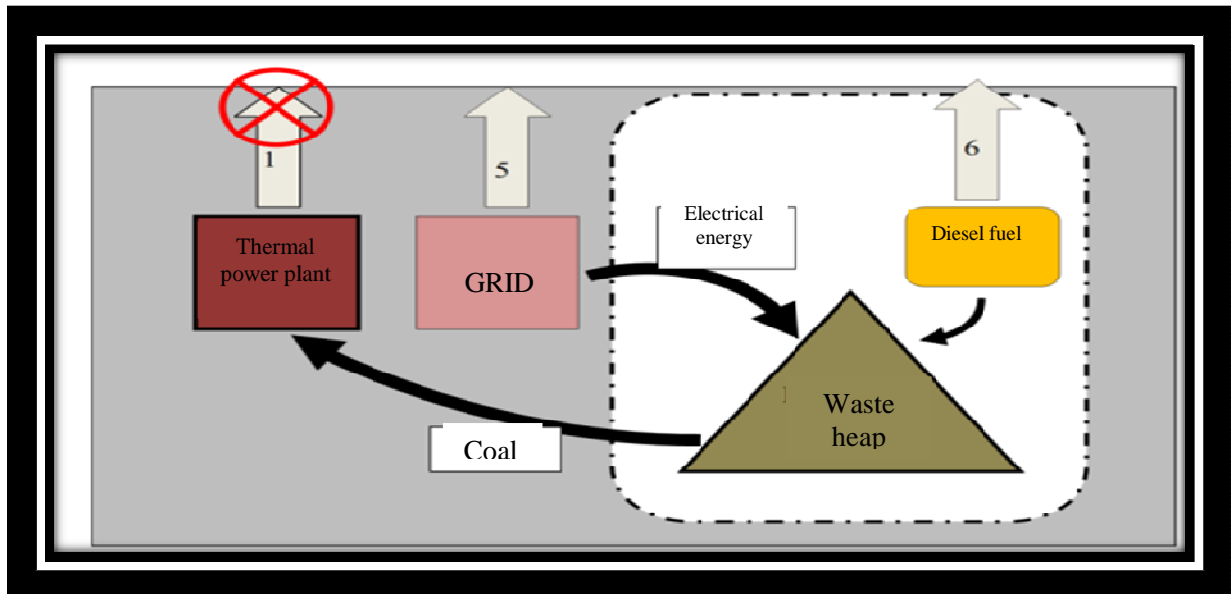 1
5
6
Thermal
power plant
GRID
Electrical
energy
Diesel fuel
Coal
Waste
heap